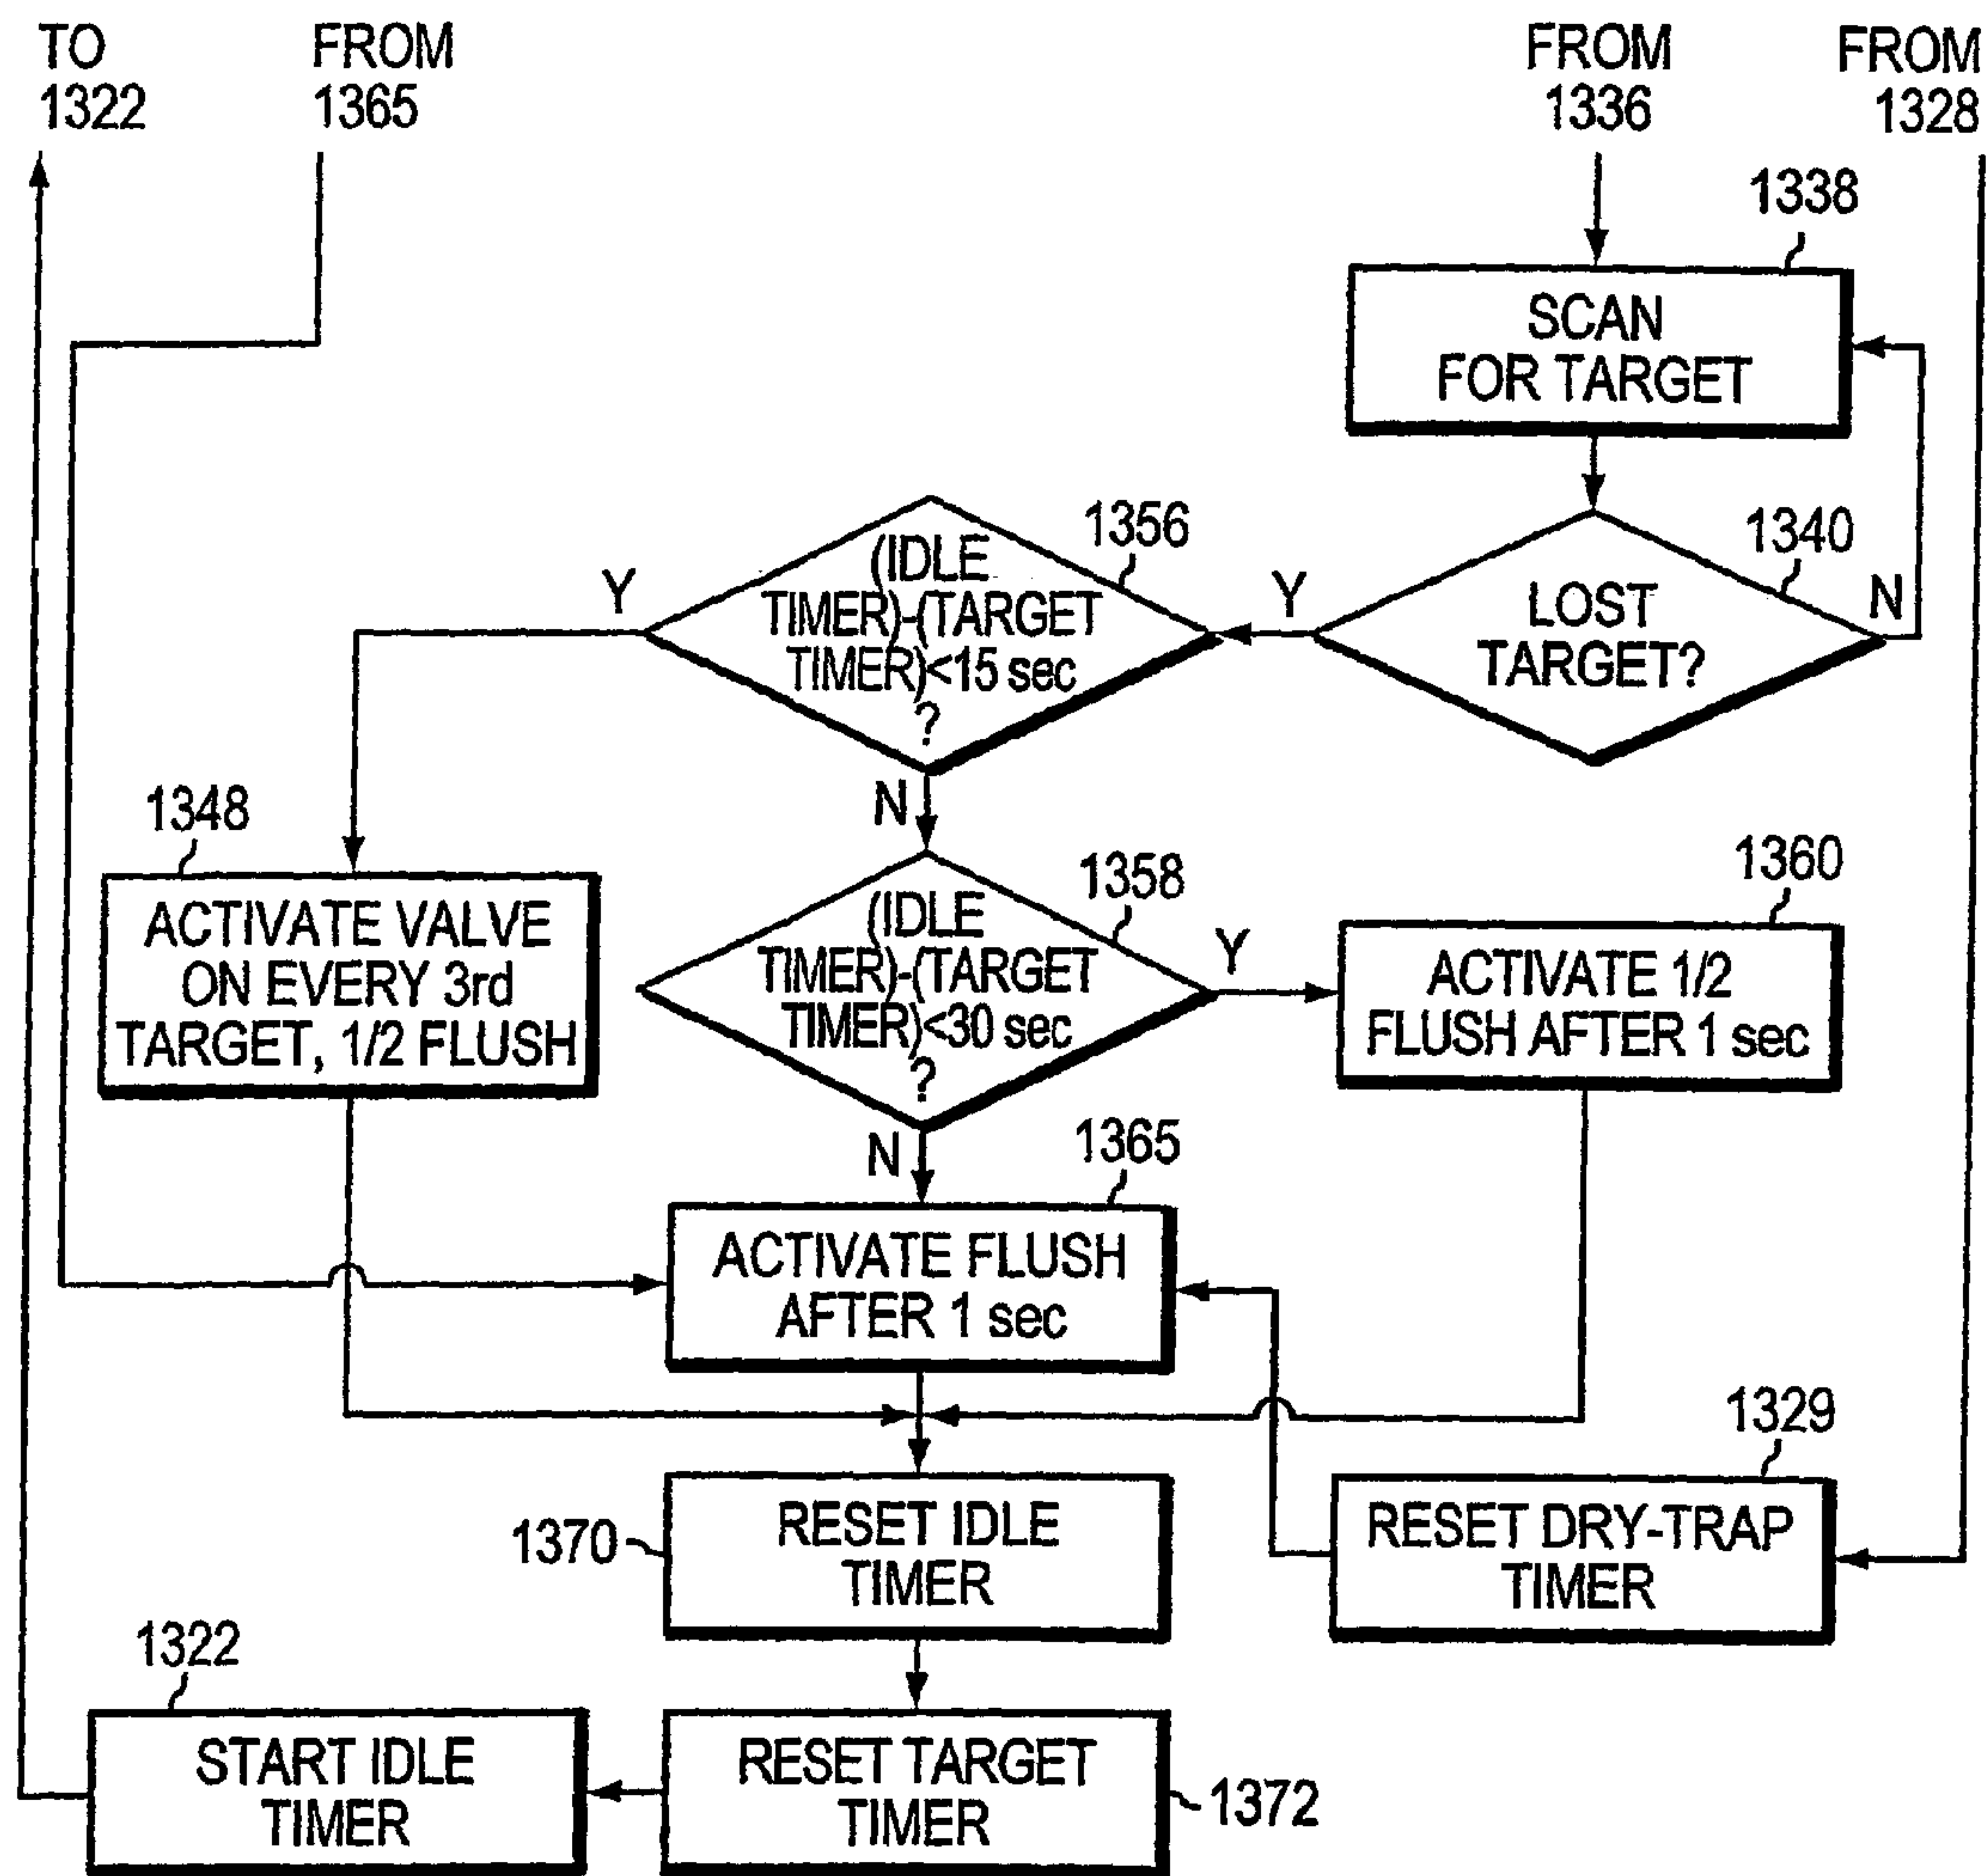 TO
1322
FROM
1365
FROM
1336
FROM
1328
1338
SCAN
FOR TARGET
1356
(IDLE
TIMER)-(TARGET
TIMER)<15 sec
?
Y
N
1340
LOST
TARGET?
Y
N
1348
ACTIVATE VALVE
ON EVERY 3rd
TARGET, 1/2 FLUSH
1358
(IDLE
TIMER)-(TARGET
TIMER)<30 sec
?
Y
N
1360
ACTIVATE 1/2
FLUSH AFTER 1 sec
1365
ACTIVATE FLUSH
AFTER 1 sec
1329
RESET DRY-TRAP
TIMER
1370
RESET IDLE
TIMER
1322
START IDLE
TIMER
RESET TARGET
TIMER
1372